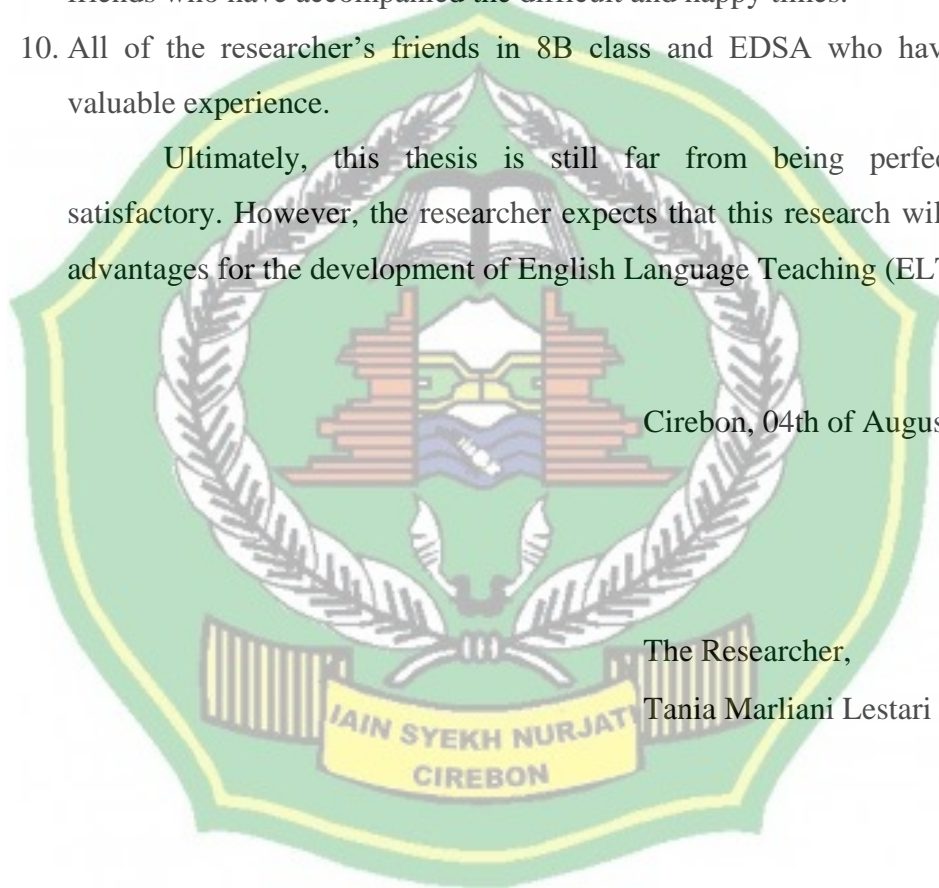 friends who have accompanied the difficult and happy times.
10. All of the researcher's friends in 8B class and EDSA who hav
valuable experience.
Ultimately, this thesis is still far from being perfec
satisfactory. However, the researcher expects that this research wil
advantages for the development of English Language Teaching (ELT
Cirebon, 04th of Augus
The Researcher,
Tania Marliani Lestari
IAIN SYEKH NURJATI
CIREBON